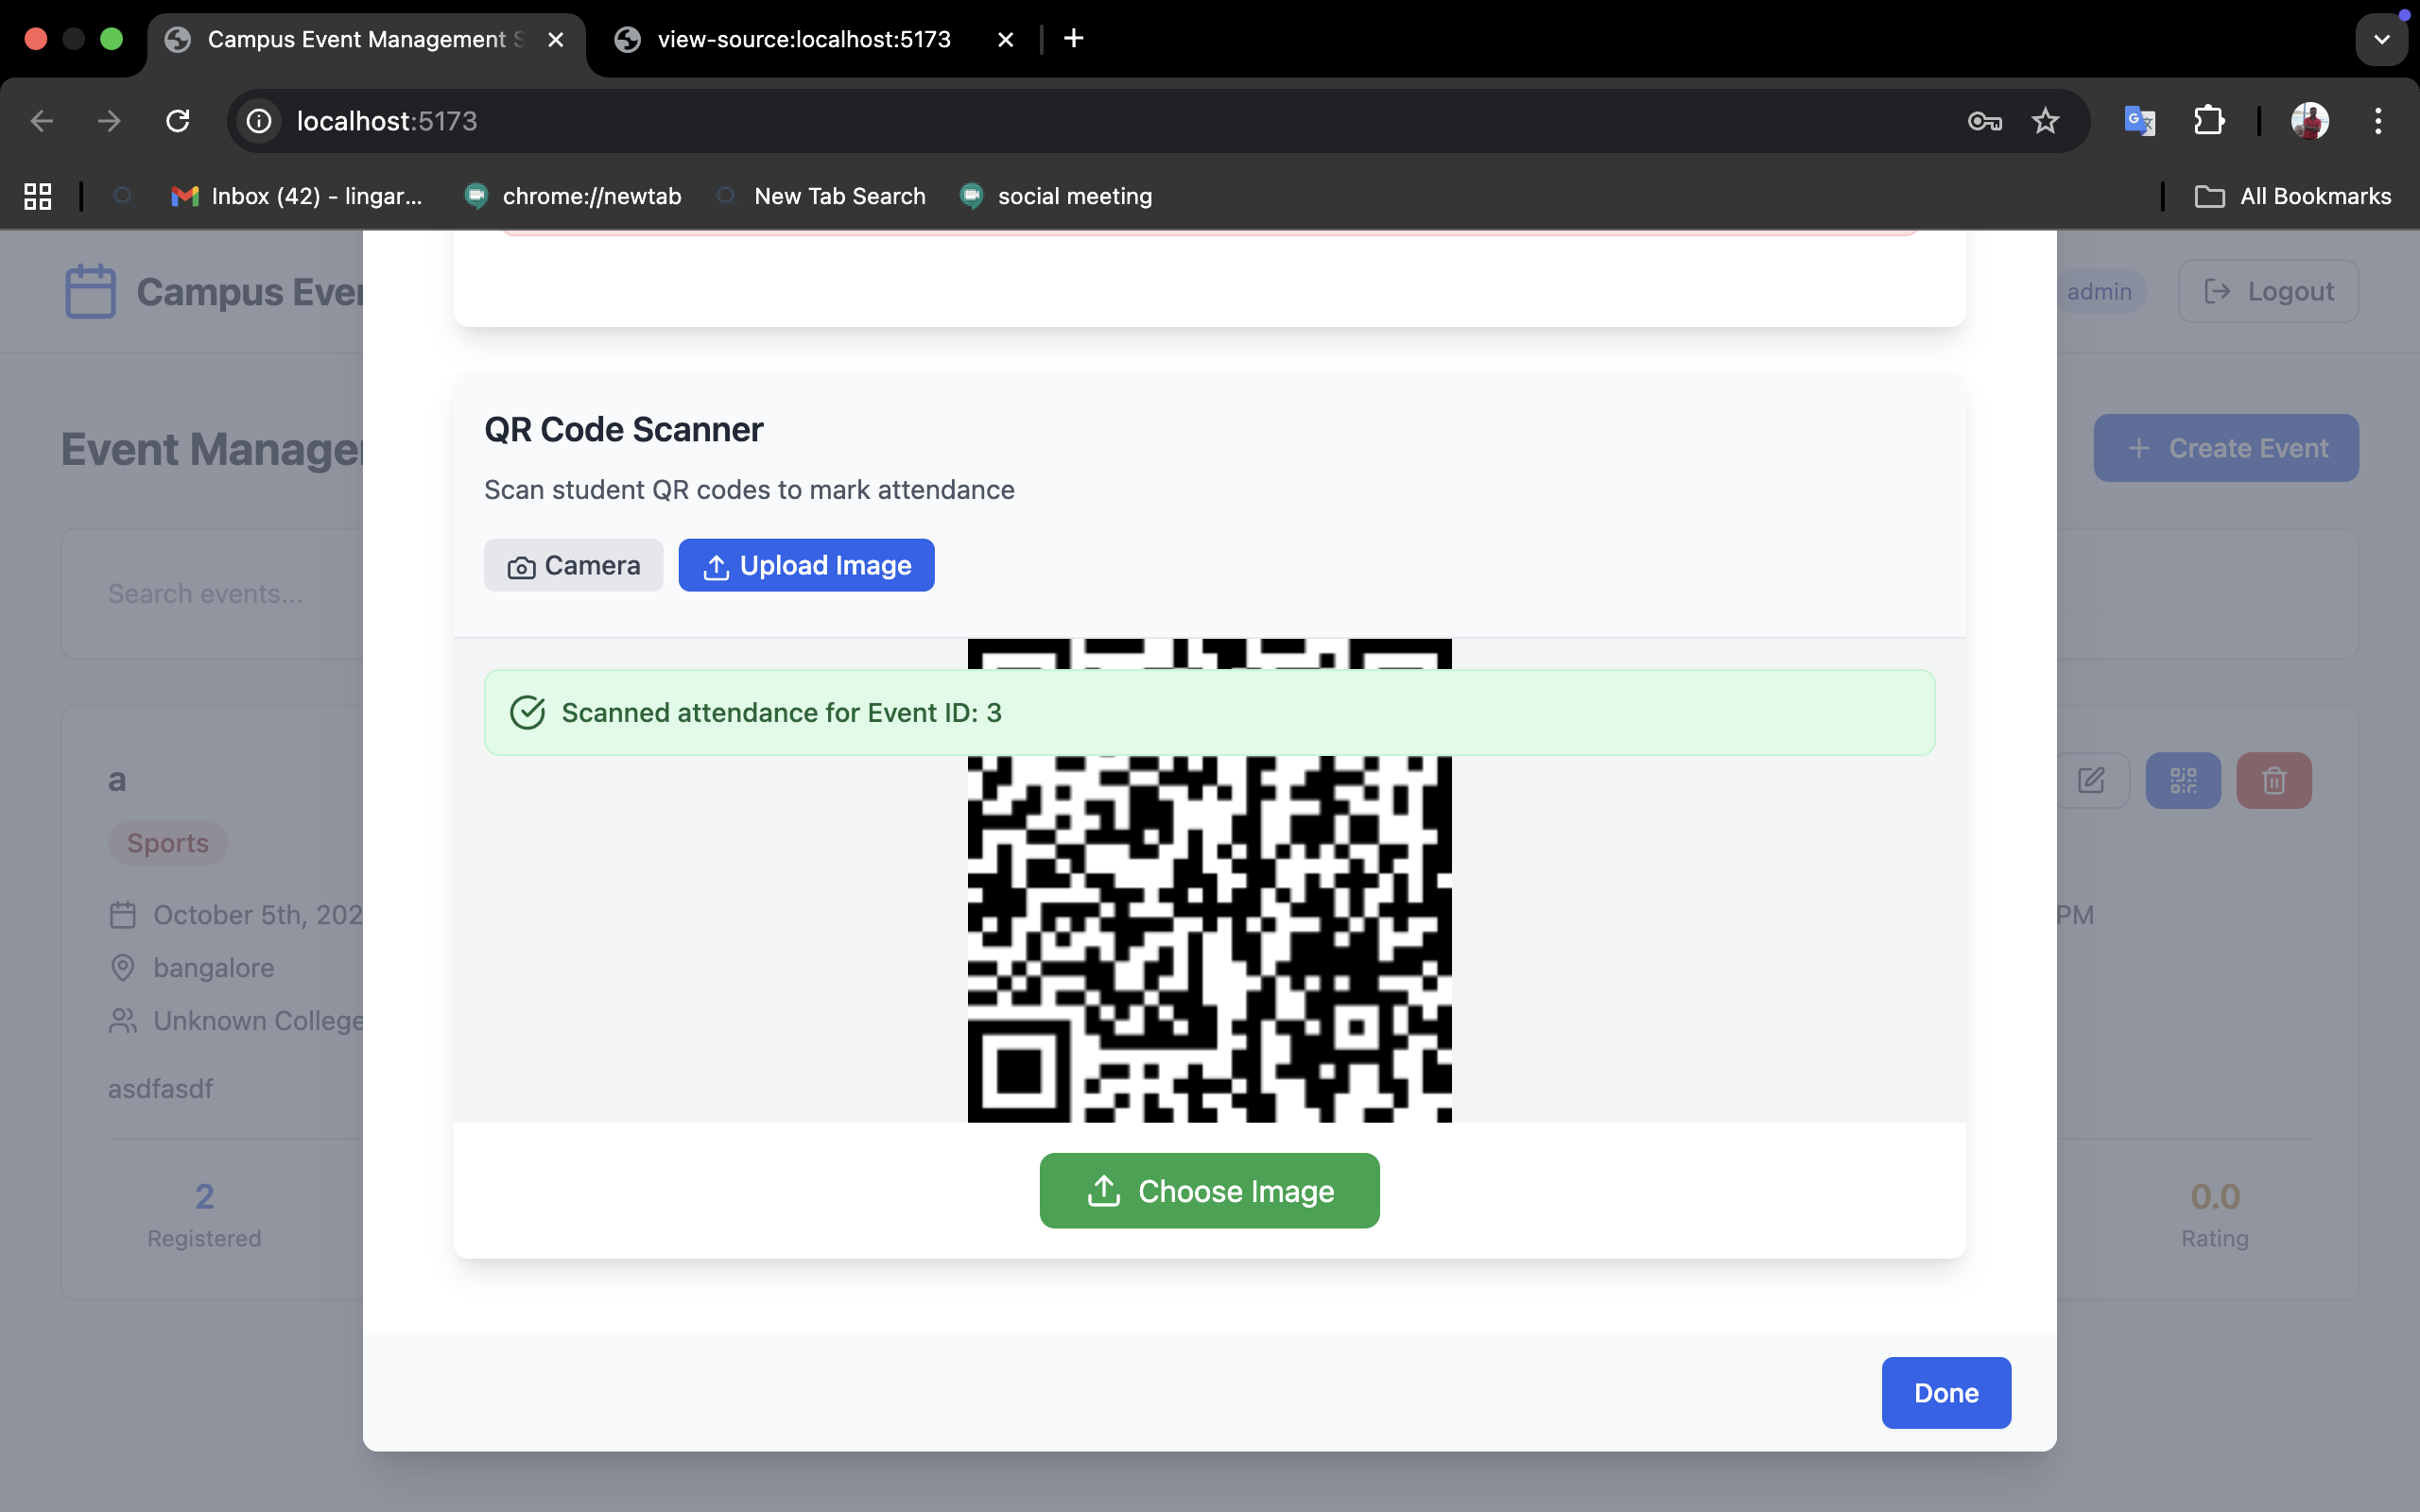 Campus Event Management S
view-source:localhost:5173
localhost:5173
Inbox (42) - lingar...
chrome://newtab
New Tab Search
social meeting
All Bookmarks
Campus Even
admin
Logout
Event Manage
Create Event
Search events...
QR Code Scanner
Scan student QR codes to mark attendance
Camera
Upload Image
Scanned attendance for Event ID: 3
a
Sports
October 5th, 202
PM
bangalore
Unknown College
asdfasdf
2
Registered
0.0
Rating
Choose Image
Done